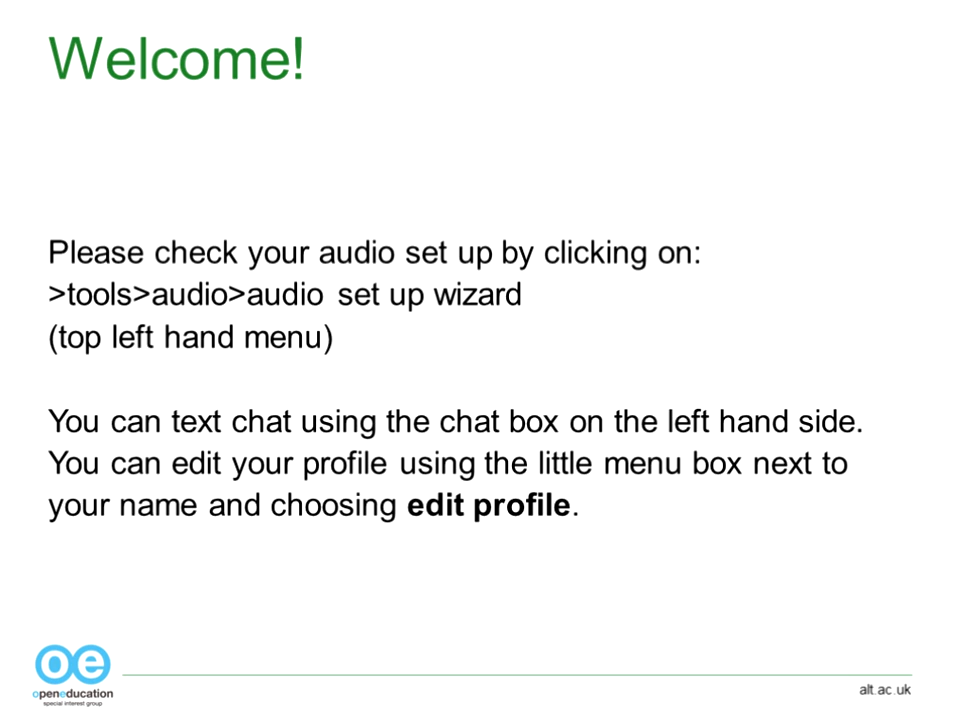 Welcome!
Please check your audio set up by clicking on:
>tools>audio>audio set up wizard
(top left hand menu)
You can text chat using the chat box on the left hand side.
You can edit your profile using the little menu box next to
your name and choosing edit profile.
oe
openeducation
special interest group
alt.ac.uk